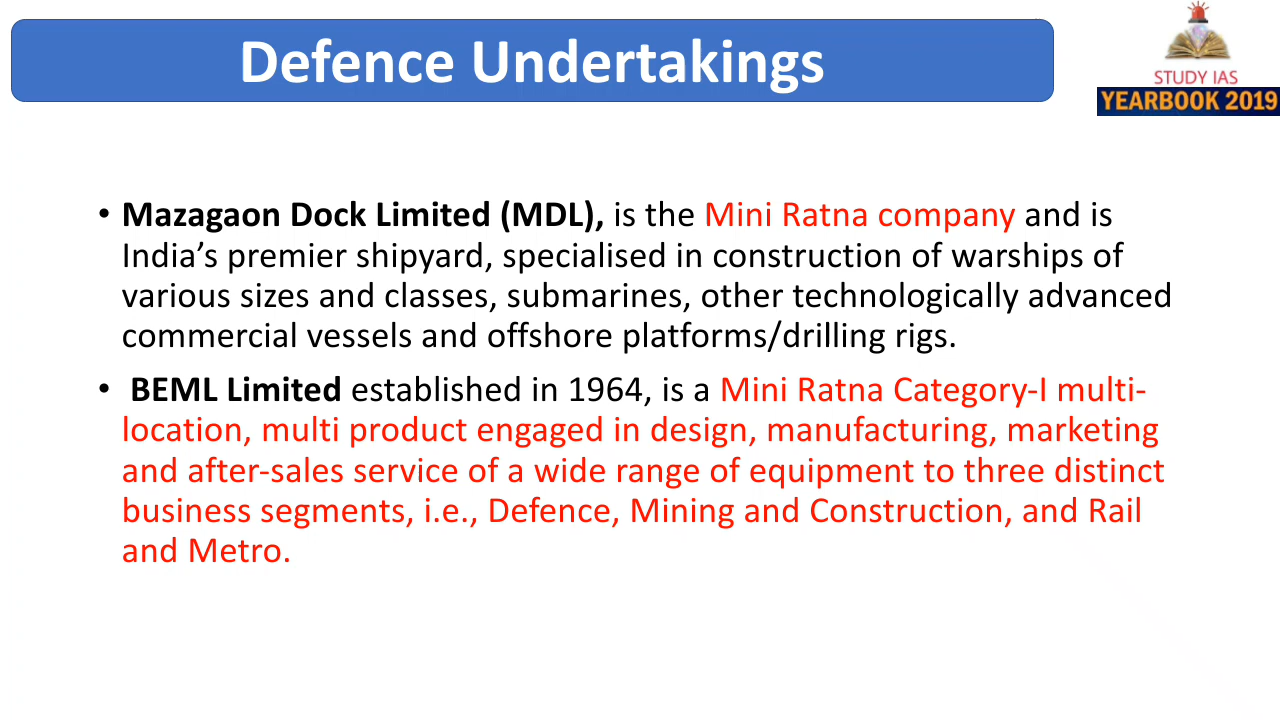 Defence Undertakings
STUDY IAS
YEARBOOK 2019
• Mazagaon Dock Limited (MDL), is the Mini Ratna company and is
India’s premier shipyard, specialised in construction of warships of
various sizes and classes, submarines, other technologically advanced
commercial vessels and offshore platforms/drilling rigs.
• BEML Limited established in 1964, is a Mini Ratna Category-I multi-
location, multi product engaged in design, manufacturing, marketing
and after-sales service of a wide range of equipment to three distinct
business segments, i.e., Defence, Mining and Construction, and Rail
and Metro.